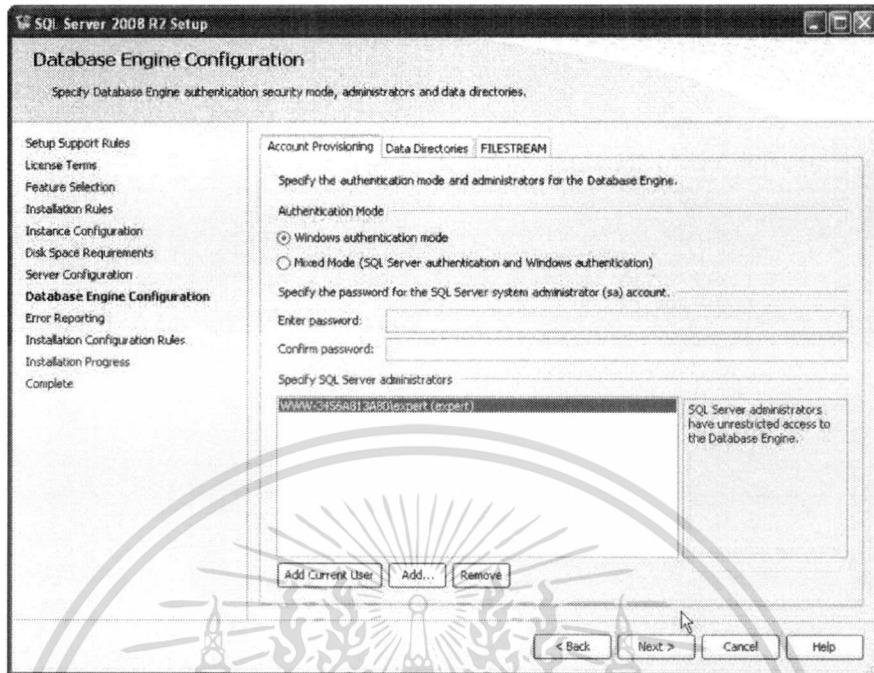 SQL Server 2008 R2 Setup
Database Engine Configuration
Specify Database Engine authentication security mode, administrators and data directories.
Setup Support Rules
License Terms
Feature Selection
Installation Rules
Instance Configuration
Disk Space Requirements
Server Configuration
Database Engine Configuration
Error Reporting
Installation Configuration Rules
Installation Progress
Complete
Account Provisioning
Data Directories
FILESTREAM
Specify the authentication mode and administrators for the Database Engine.
Authentication Mode
Windows authentication mode
Mixed Mode (SQL Server authentication and Windows authentication)
Specify the password for the SQL Server system administrator (sa) account.
Enter password:
Confirm password:
Specify SQL Server administrators
WWW-3456A813A80\expert (expert)
SQL Server administrators
have unrestricted access to
the Database Engine.
Add Current User
Add...
Remove
< Back
Next >
Cancel
Help